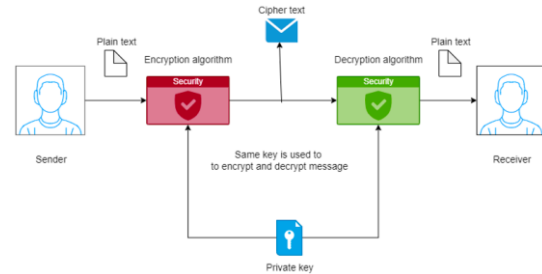 Cipher text
Plain text
Encryption algorithm
Decryption algorithm
Plain text
Security
Security
Sender
Same key is used to
to encrypt and decrypt message
Receiver
Private key